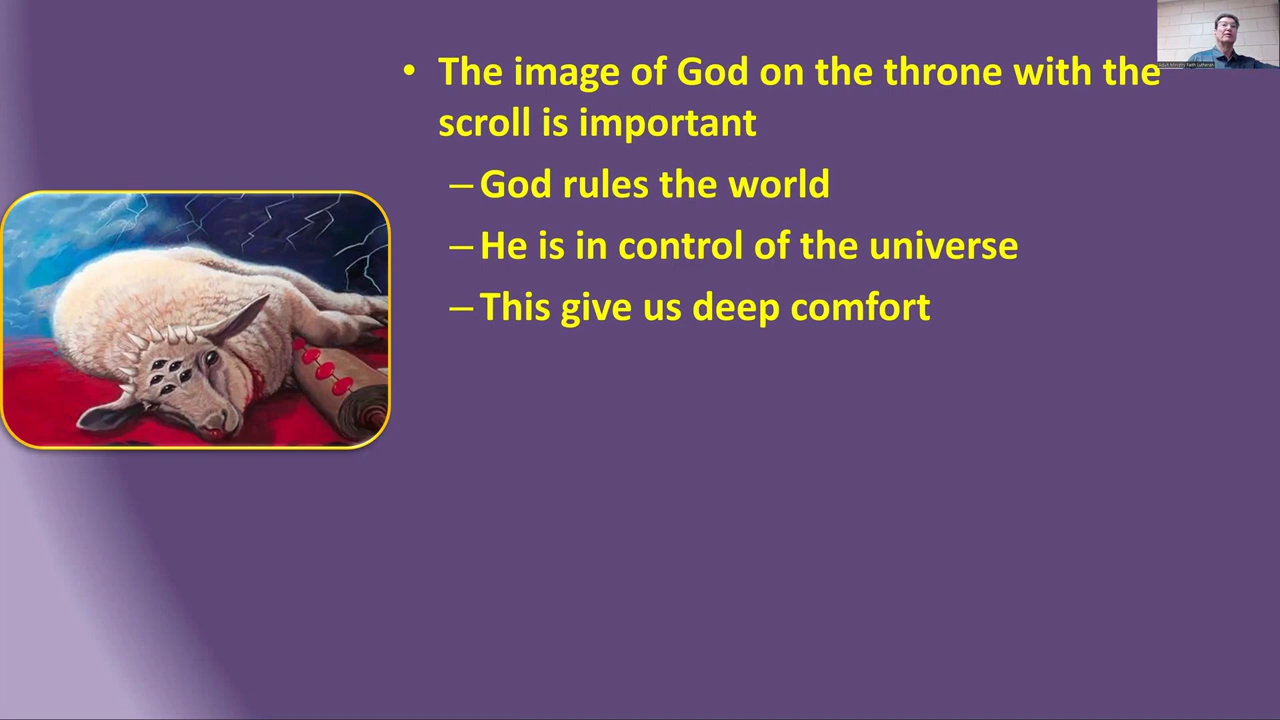 • The image of God on the throne with the
scroll is important
– God rules the world
– He is in control of the universe
– This give us deep comfort